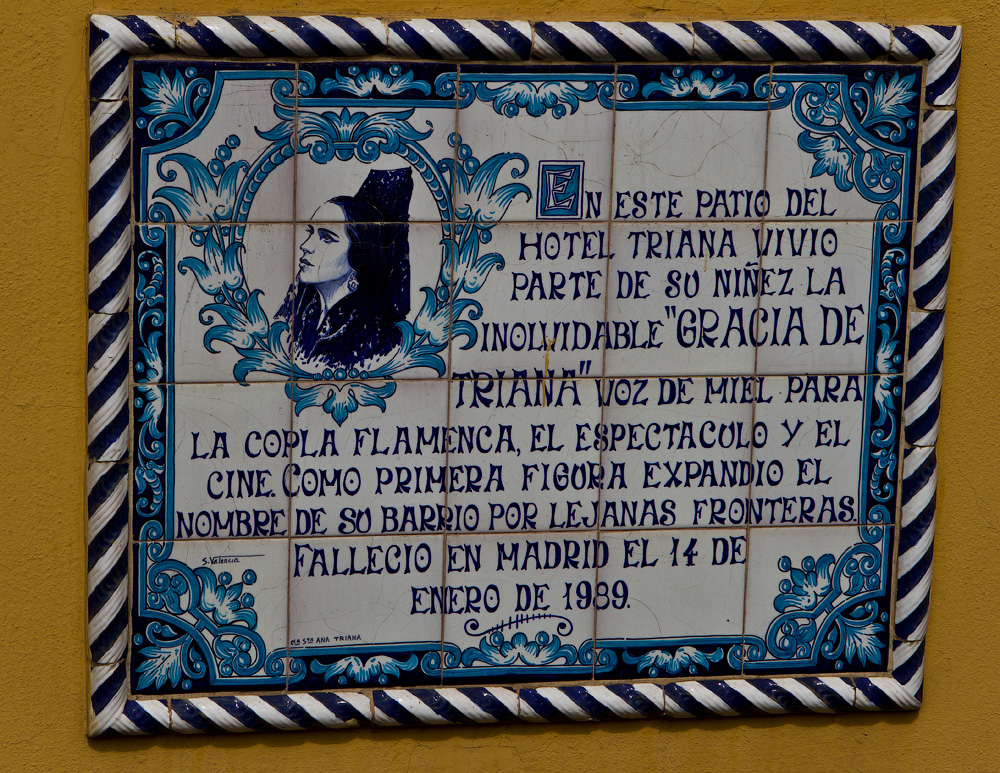 EN ESTE PATIO DEL
HOTEL TRIANA VIVIO
PARTE DE SU NIÑEZ LA
INOLVIDABLE "GRACIA DE
TRIANA" VOZ DE MIEL PARA
LA COPLA FLAMENCA, EL ESPECTACULO Y EL
CINE. COMO PRIMERA FIGURA EXPANDIO EL
NOMBRE DE SU BARRIO POR LEJANAS FRONTERAS.
FALLECIO EN MADRID EL 14 DE
ENERO DE 1989.
S. Valencia
CA STA ANA TRIANA